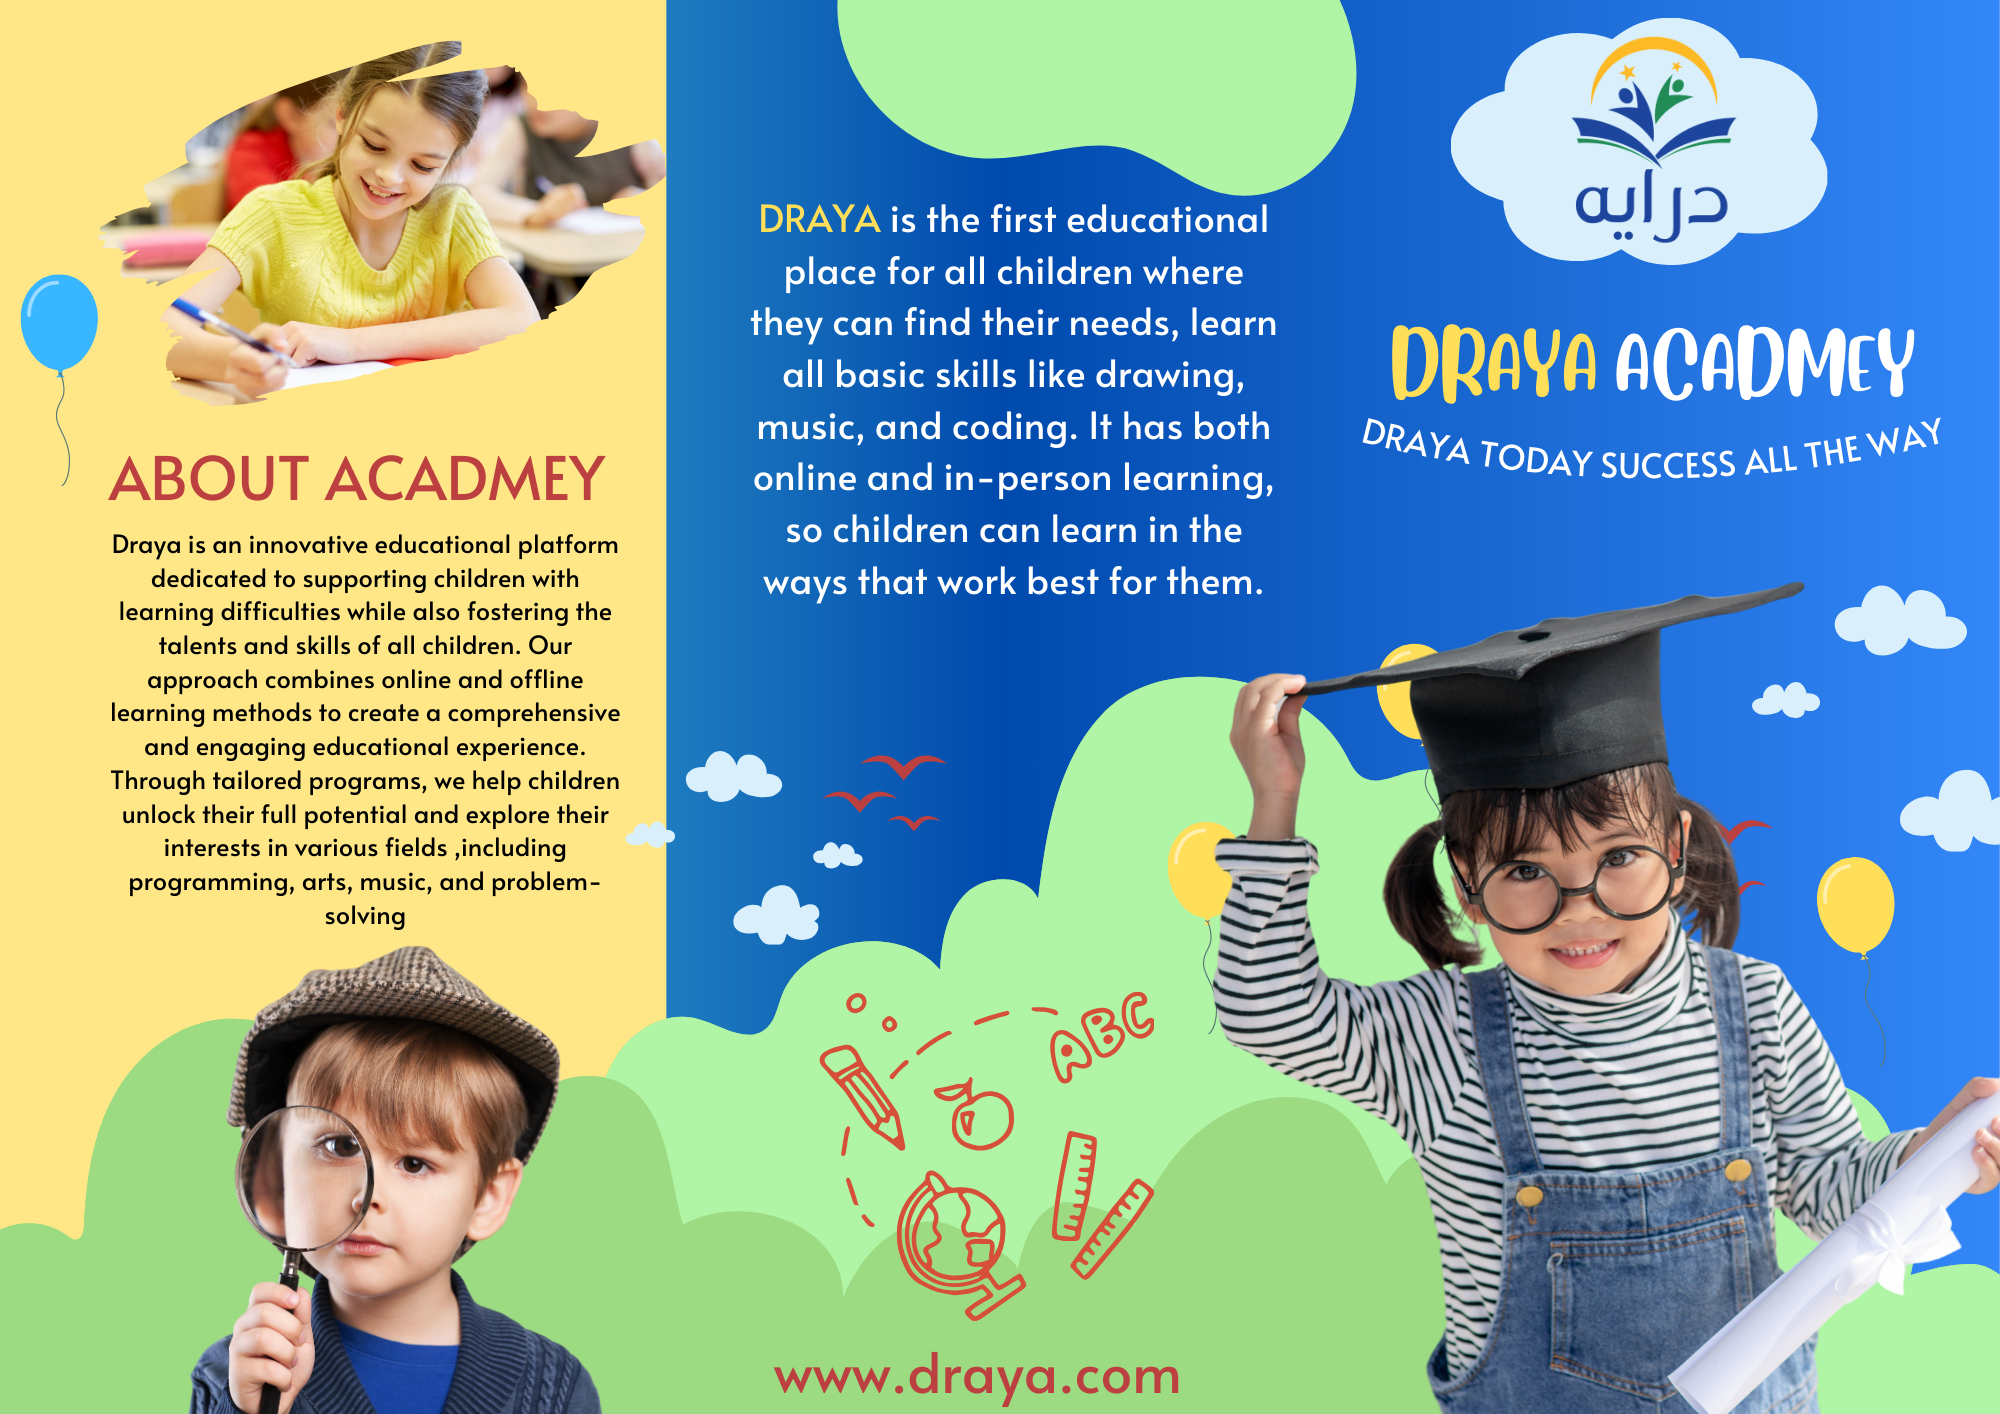 ABOUT ACADMEY
Draya is an innovative educational platform
dedicated to supporting children with
learning difficulties while also fostering the
talents and skills of all children. Our
approach combines online and offline
learning methods to create a comprehensive
and engaging educational experience.
Through tailored programs, we help children
unlock their full potential and explore their
interests in various fields ,including
programming, arts, music, and problem-
solving
DRAYA is the first educational
place for all children where
they can find their needs, learn
all basic skills like drawing,
music, and coding. It has both
online and in-person learning,
so children can learn in the
ways that work best for them.
ABC
www.draya.com
درايه
DRAYA ACADMEY
DRAYA TODAY SUCCESS ALL THE WAY